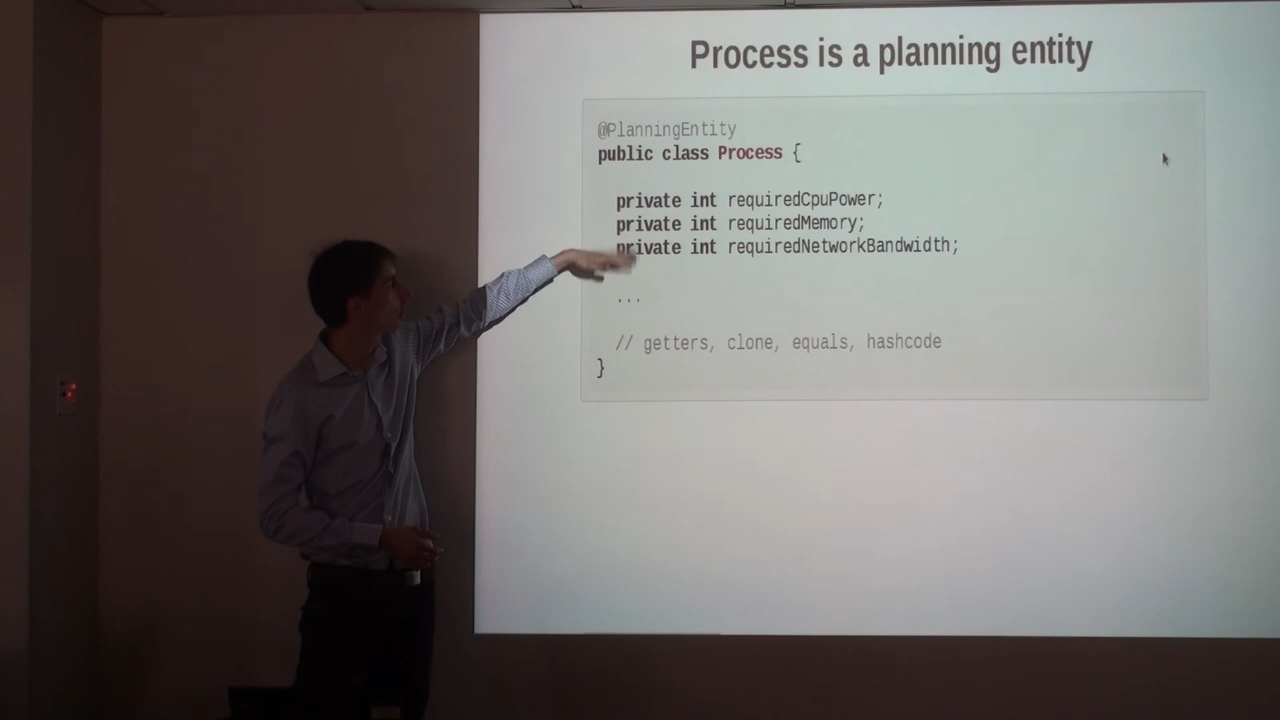 Process is a planning entity
@PlanningEntity
public class Process {
private int requiredCpuPower;
private int requiredMemory;
private int requiredNetworkBandwidth;
...
// getters, clone, equals, hashcode
}